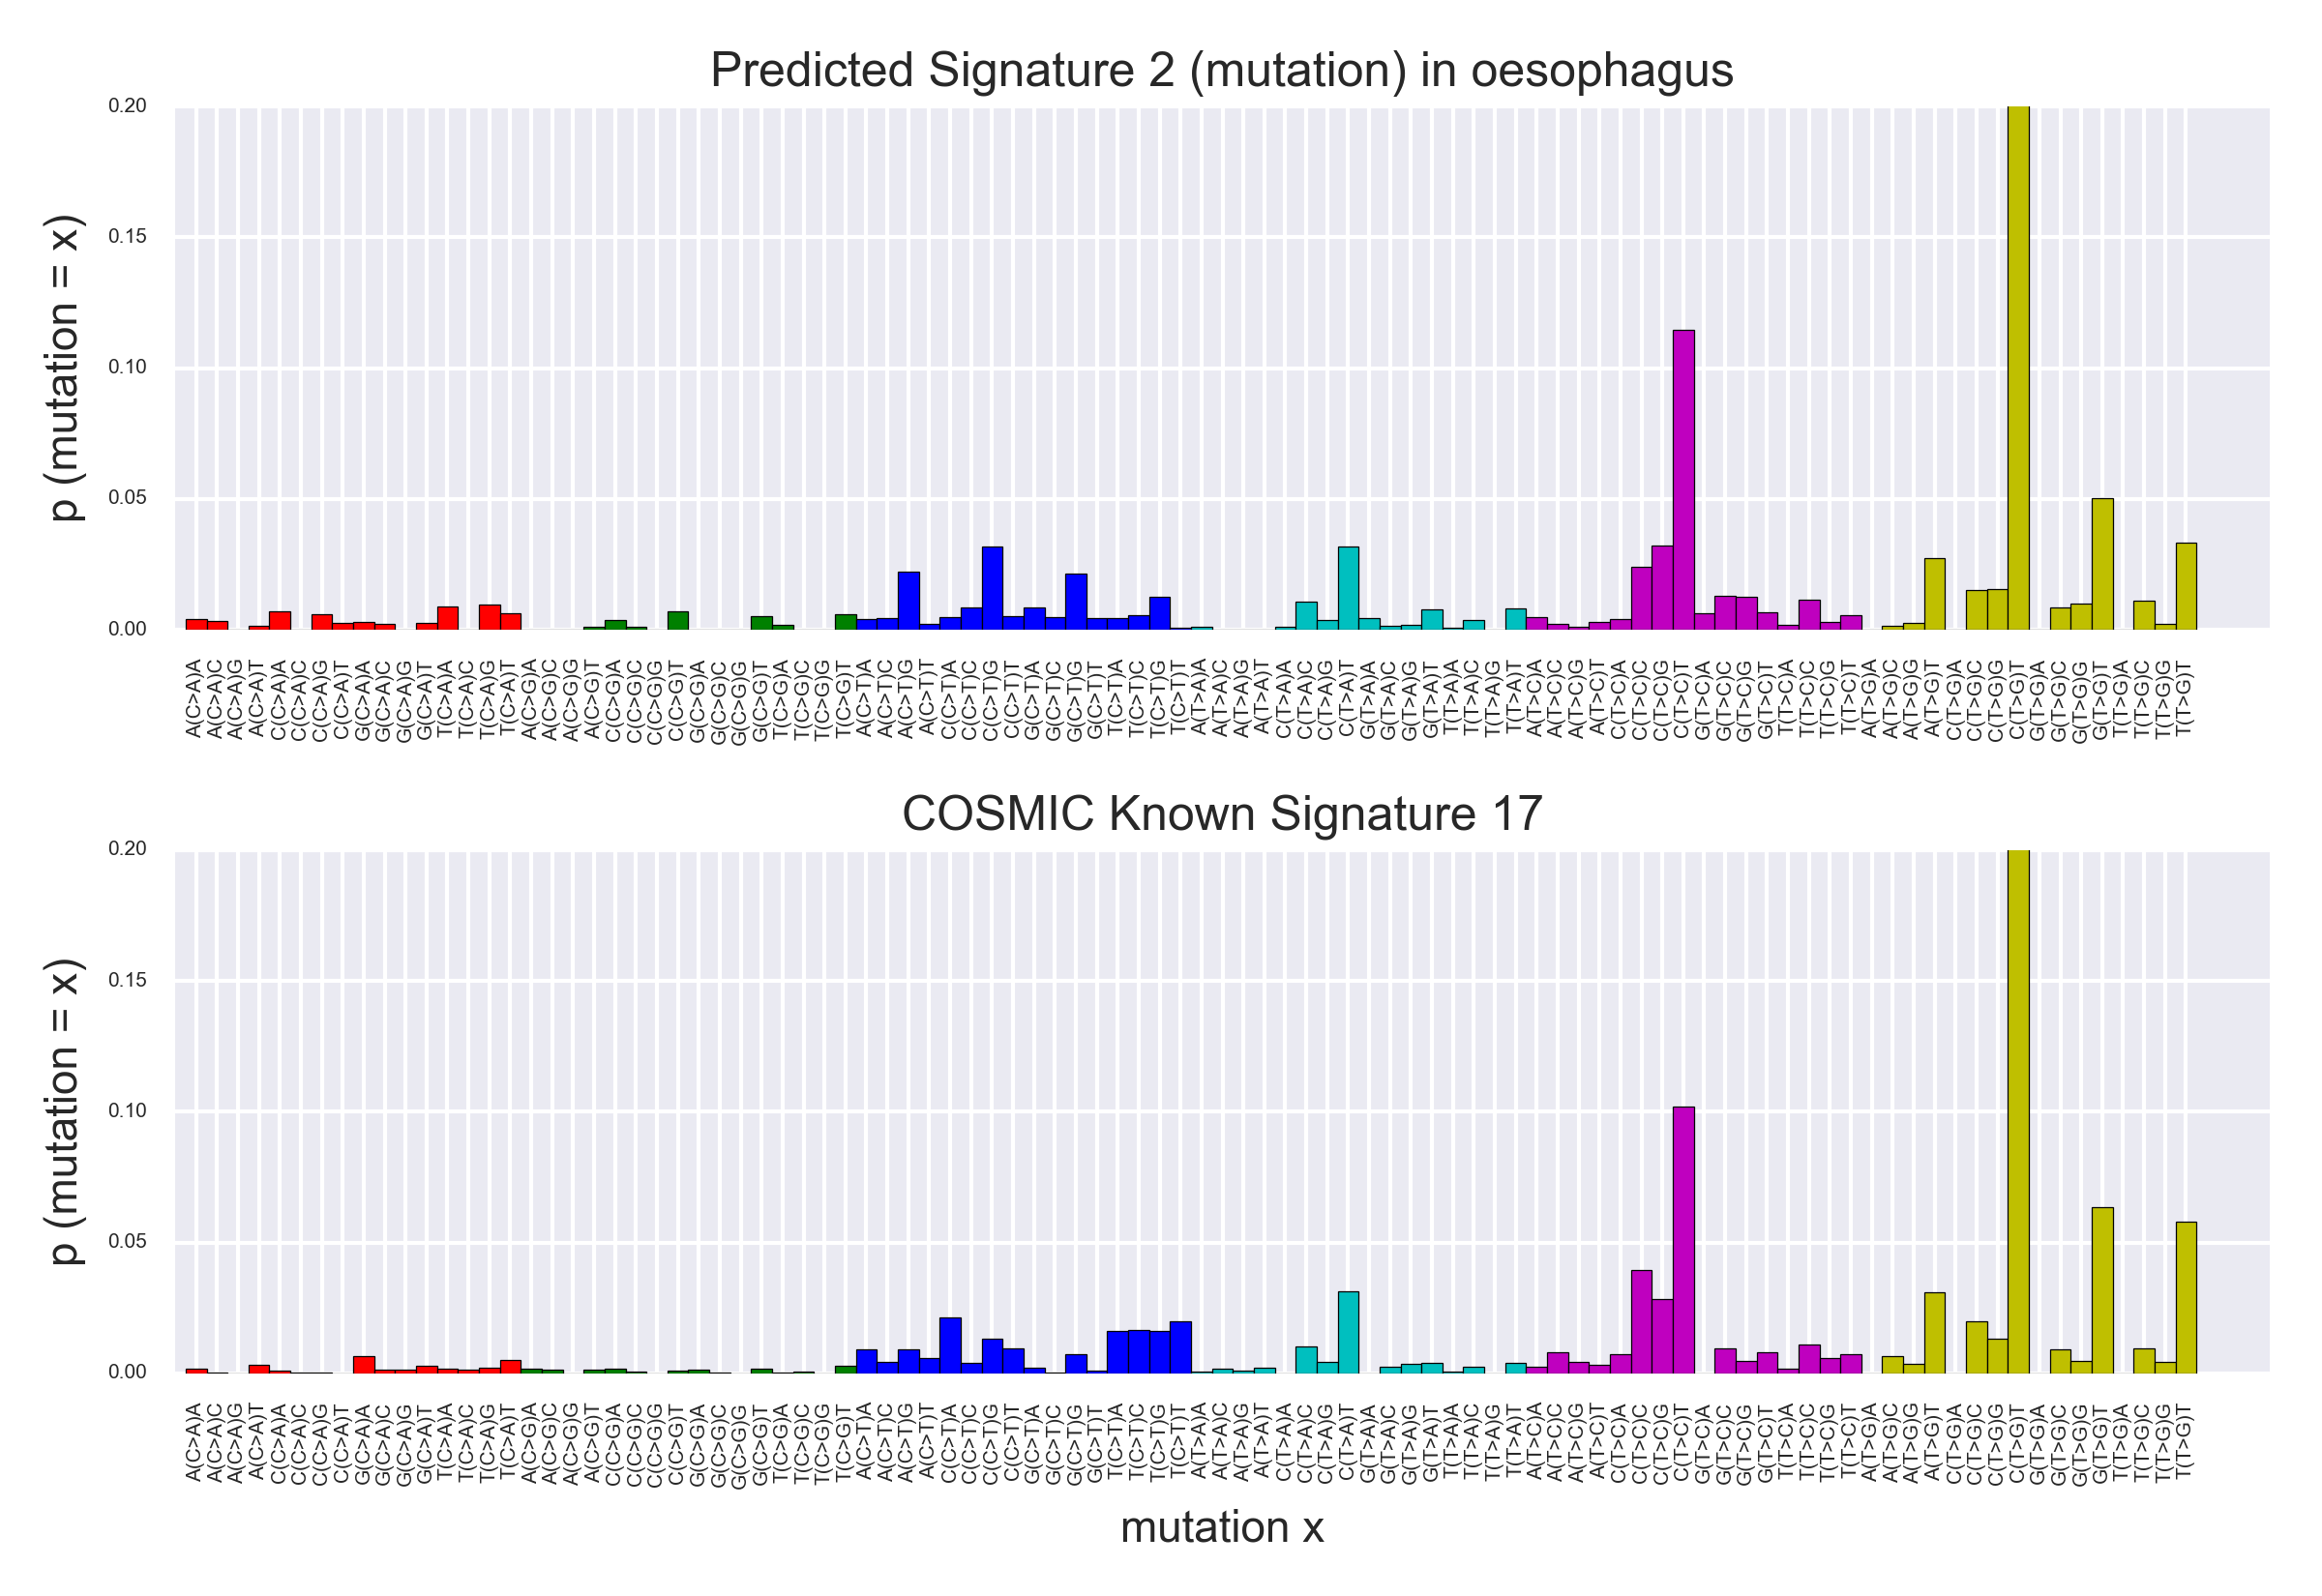 Predicted Signature 2 (mutation) in oesophagus
0.20
0.15
0.10
0.05
0.00
p (mutation = x)
A(C>A)A A(C>A)C A(C>A)G A(C>A)T C(C>A)A C(C>A)C C(C>A)G C(C>A)T G(C>A)A G(C>A)C G(C>A)G G(C>A)T T(C>A)A T(C>A)C T(C>A)G T(C>A)T A(C>G)A A(C>G)C A(C>G)G A(C>G)T C(C>G)A C(C>G)C C(C>G)G C(C>G)T G(C>G)A G(C>G)C G(C>G)G G(C>G)T T(C>G)A T(C>G)C T(C>G)G T(C>G)T A(C>T)A A(C>T)C A(C>T)G A(C>T)T C(C>T)A C(C>T)C C(C>T)G C(C>T)T G(C>T)A G(C>T)C G(C>T)G G(C>T)T T(C>T)A T(C>T)C T(C>T)G T(C>T)T A(T>A)A A(T>A)C A(T>A)G A(T>A)T C(T>A)A C(T>A)C C(T>A)G C(T>A)T G(T>A)A G(T>A)C G(T>A)G G(T>A)T T(T>A)A T(T>A)C T(T>A)G T(T>A)T A(T>C)A A(T>C)C A(T>C)G A(T>C)T C(T>C)A C(T>C)C C(T>C)G C(T>C)T G(T>C)A G(T>C)C G(T>C)G G(T>C)T T(T>C)A T(T>C)C T(T>C)G T(T>C)T A(T>G)A A(T>G)C A(T>G)G A(T>G)T C(T>G)A C(T>G)C C(T>G)G C(T>G)T G(T>G)A G(T>G)C G(T>G)G G(T>G)T T(T>G)A T(T>G)C T(T>G)G T(T>G)T
COSMIC Known Signature 17
0.20
0.15
0.10
0.05
0.00
p (mutation = x)
A(C>A)A A(C>A)C A(C>A)G A(C>A)T C(C>A)A C(C>A)C C(C>A)G C(C>A)T G(C>A)A G(C>A)C G(C>A)G G(C>A)T T(C>A)A T(C>A)C T(C>A)G T(C>A)T A(C>G)A A(C>G)C A(C>G)G A(C>G)T C(C>G)A C(C>G)C C(C>G)G C(C>G)T G(C>G)A G(C>G)C G(C>G)G G(C>G)T T(C>G)A T(C>G)C T(C>G)G T(C>G)T A(C>T)A A(C>T)C A(C>T)G A(C>T)T C(C>T)A C(C>T)C C(C>T)G C(C>T)T G(C>T)A G(C>T)C G(C>T)G G(C>T)T T(C>T)A T(C>T)C T(C>T)G T(C>T)T A(T>A)A A(T>A)C A(T>A)G A(T>A)T C(T>A)A C(T>A)C C(T>A)G C(T>A)T G(T>A)A G(T>A)C G(T>A)G G(T>A)T T(T>A)A T(T>A)C T(T>A)G T(T>A)T A(T>C)A A(T>C)C A(T>C)G A(T>C)T C(T>C)A C(T>C)C C(T>C)G C(T>C)T G(T>C)A G(T>C)C G(T>C)G G(T>C)T T(T>C)A T(T>C)C T(T>C)G T(T>C)T A(T>G)A A(T>G)C A(T>G)G A(T>G)T C(T>G)A C(T>G)C C(T>G)G C(T>G)T G(T>G)A G(T>G)C G(T>G)G G(T>G)T T(T>G)A T(T>G)C T(T>G)G T(T>G)T
mutation x